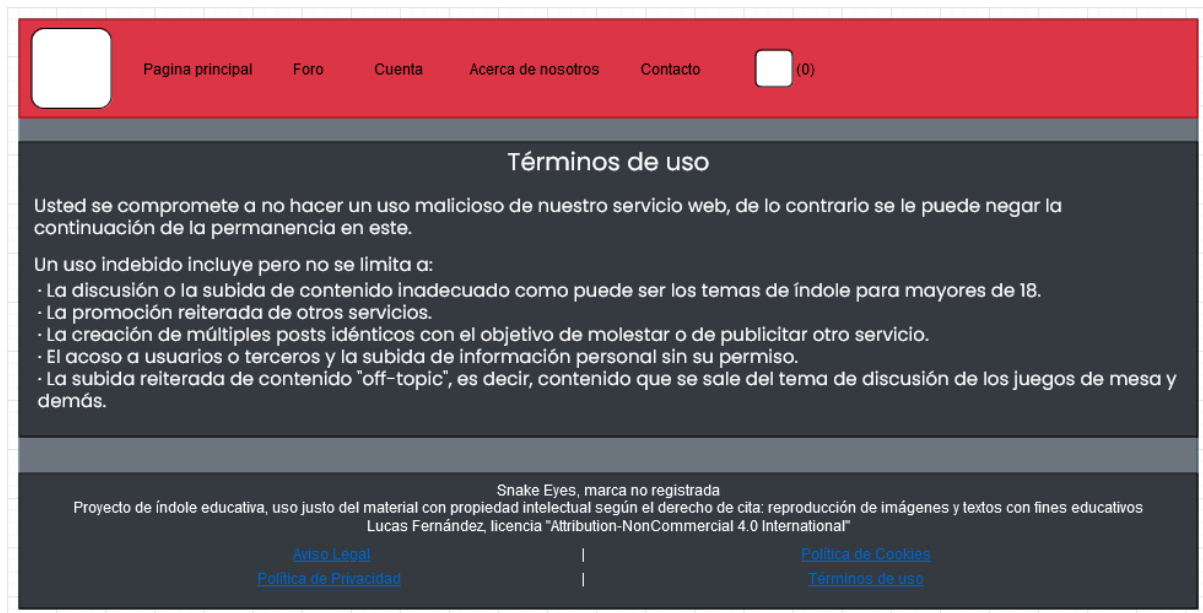 Pagina principal Foro Cuenta Acerca de nosotros Contacto (0)
Términos de uso
Usted se compromete a no hacer un uso malicioso de nuestro servicio web, de lo contrario se le puede negar la
continuación de la permanencia en este.
Un uso indebido incluye pero no se limita a:
· La discusión o la subida de contenido inadecuado como puede ser los temas de índole para mayores de 18.
· La promoción reiterada de otros servicios.
· La creación de múltiples posts idénticos con el objetivo de molestar o de publicitar otro servicio.
· El acoso a usuarios o terceros y la subida de información personal sin su permiso.
· La subida reiterada de contenido "off-topic", es decir, contenido que se sale del tema de discusión de los juegos de mesa y
demás.
Snake Eyes, marca no registrada
Proyecto de índole educativa, uso justo del material con propiedad intelectual según el derecho de cita: reproducción de imágenes y textos con fines educativos
Lucas Fernández, licencia "Attribution-NonCommercial 4.0 International"
Aviso Legal | Política de Cookies
Política de Privacidad | Términos de uso